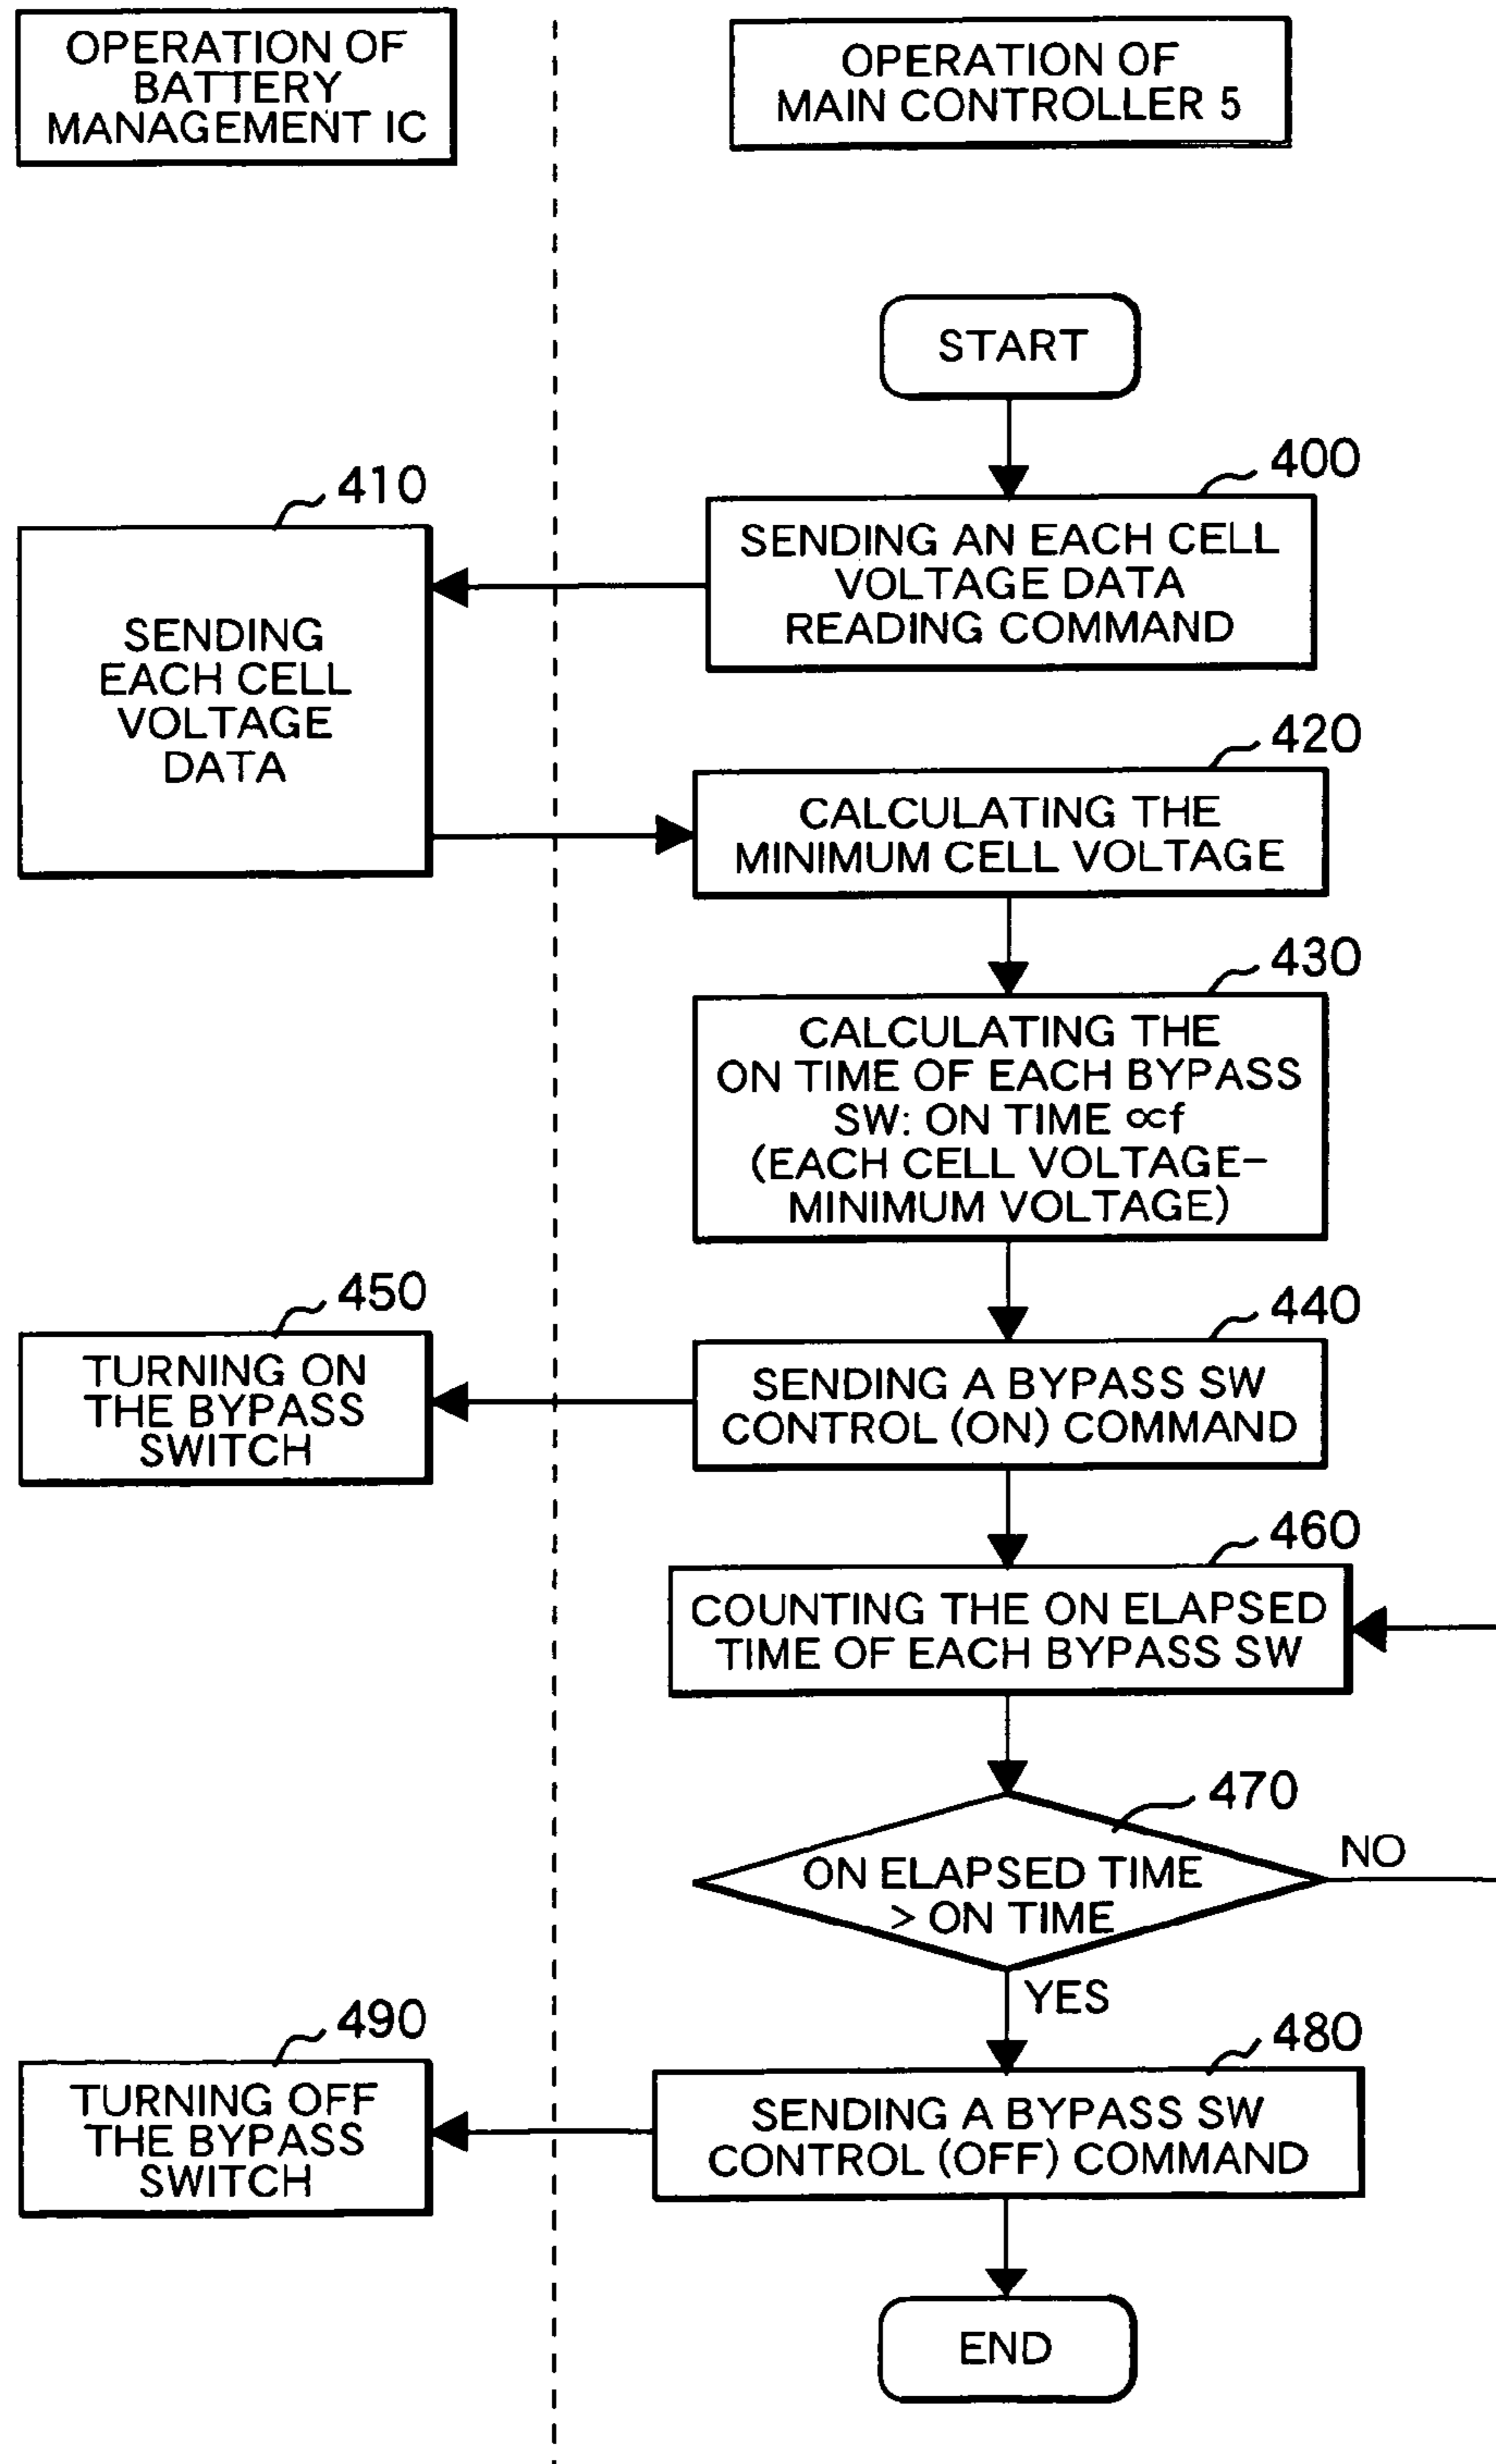 OPERATION OF
BATTERY
MANAGEMENT IC
OPERATION OF
MAIN CONTROLLER 5
START
400
SENDING AN EACH CELL
VOLTAGE DATA
READING COMMAND
410
SENDING
EACH CELL
VOLTAGE
DATA
420
CALCULATING THE
MINIMUM CELL VOLTAGE
430
CALCULATING THE
ON TIME OF EACH BYPASS
SW: ON TIME ∝f
(EACH CELL VOLTAGE−
MINIMUM VOLTAGE)
440
SENDING A BYPASS SW
CONTROL (ON) COMMAND
450
TURNING ON
THE BYPASS
SWITCH
460
COUNTING THE ON ELAPSED
TIME OF EACH BYPASS SW
470
ON ELAPSED TIME
> ON TIME
NO
YES
480
SENDING A BYPASS SW
CONTROL (OFF) COMMAND
490
TURNING OFF
THE BYPASS
SWITCH
END